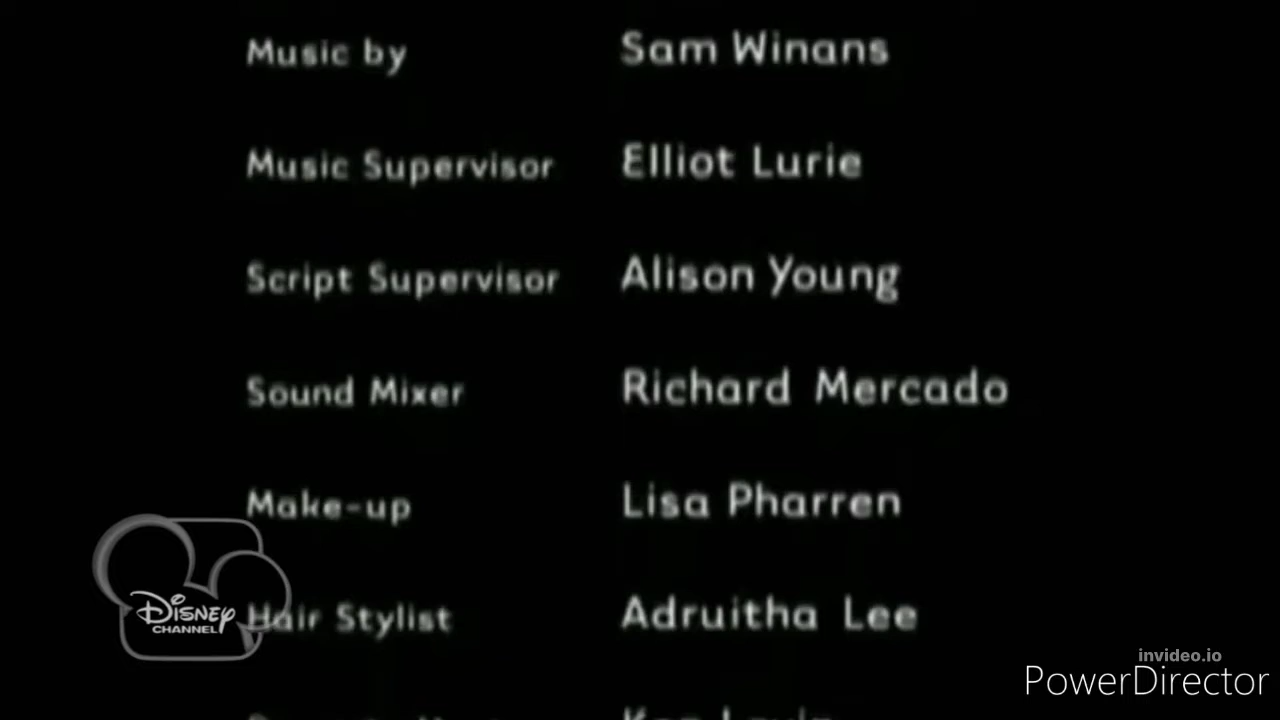 Music by Sam Winans
Music Supervisor Elliot Lurie
Script Supervisor Alison Young
Sound Mixer Richard Mercado
Make-up Lisa Pharren
Hair Stylist Adruitha Lee
DISNEY
CHANNEL
invideo.io
PowerDirector